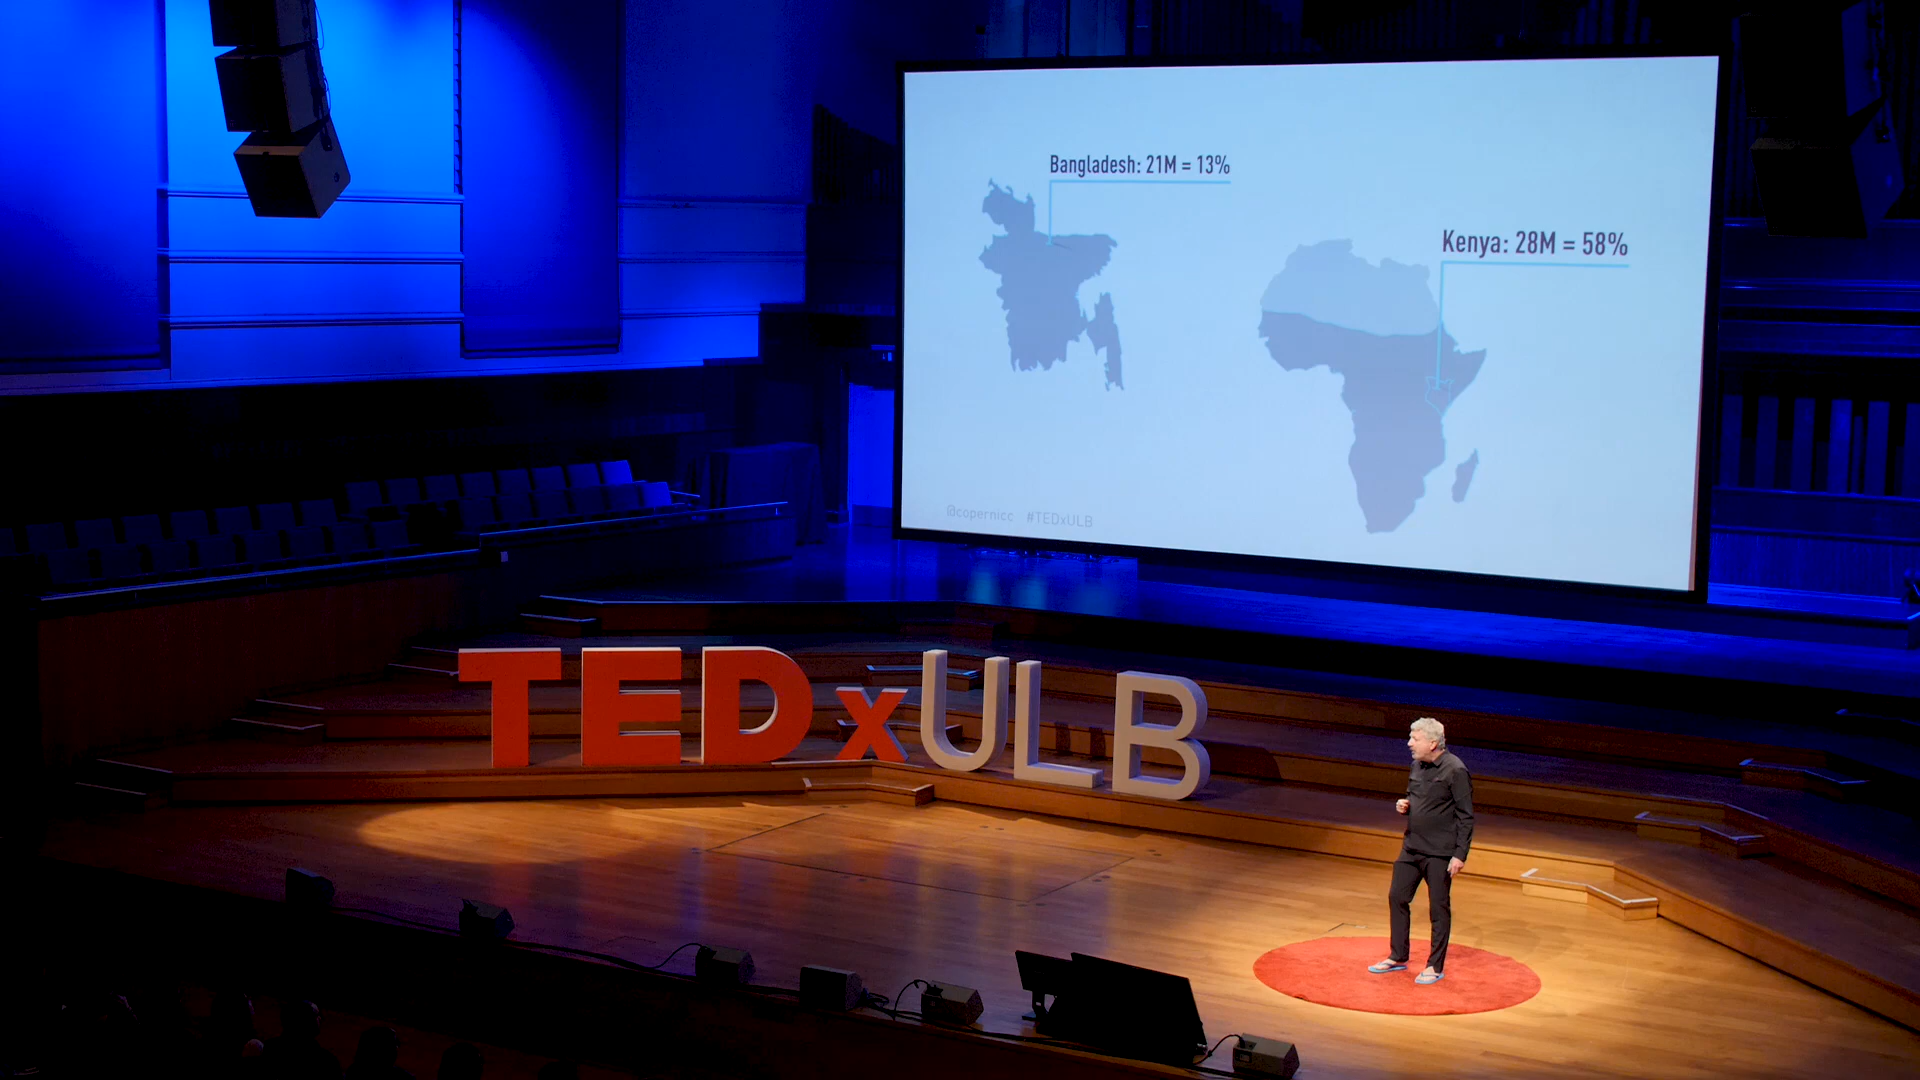 Bangladesh: 21M = 13%
Kenya: 28M = 58%
@copernicc #TEDxULB
TEDxULB